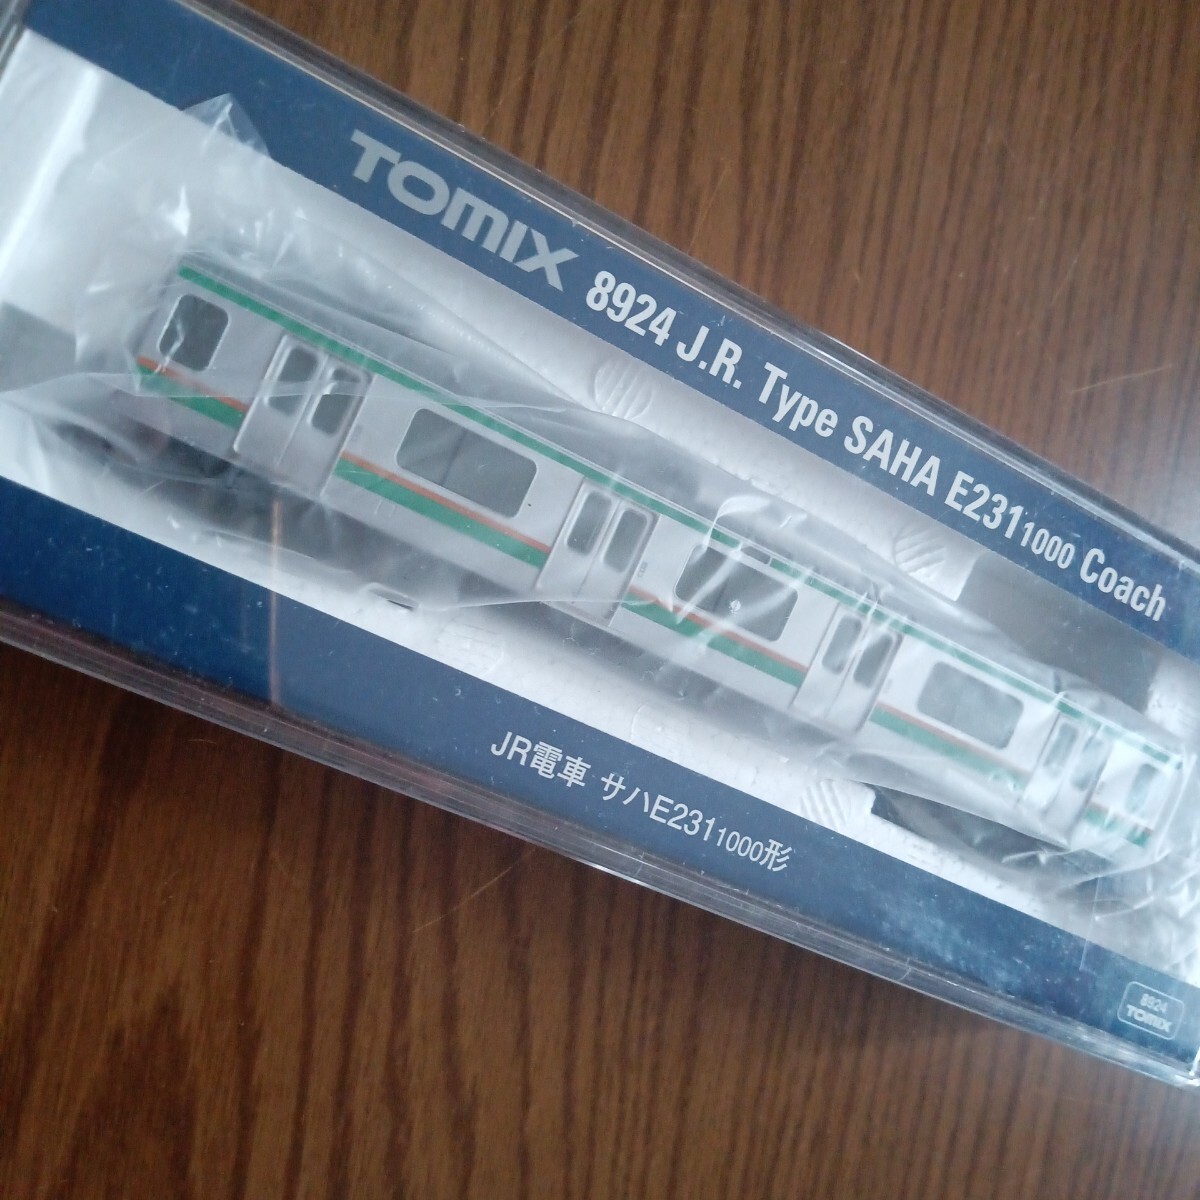 TOMIX 8924 J.R. Type SAHA E231 1000 Coach
JR電車 サハE231 1000形
8924
TOMIX